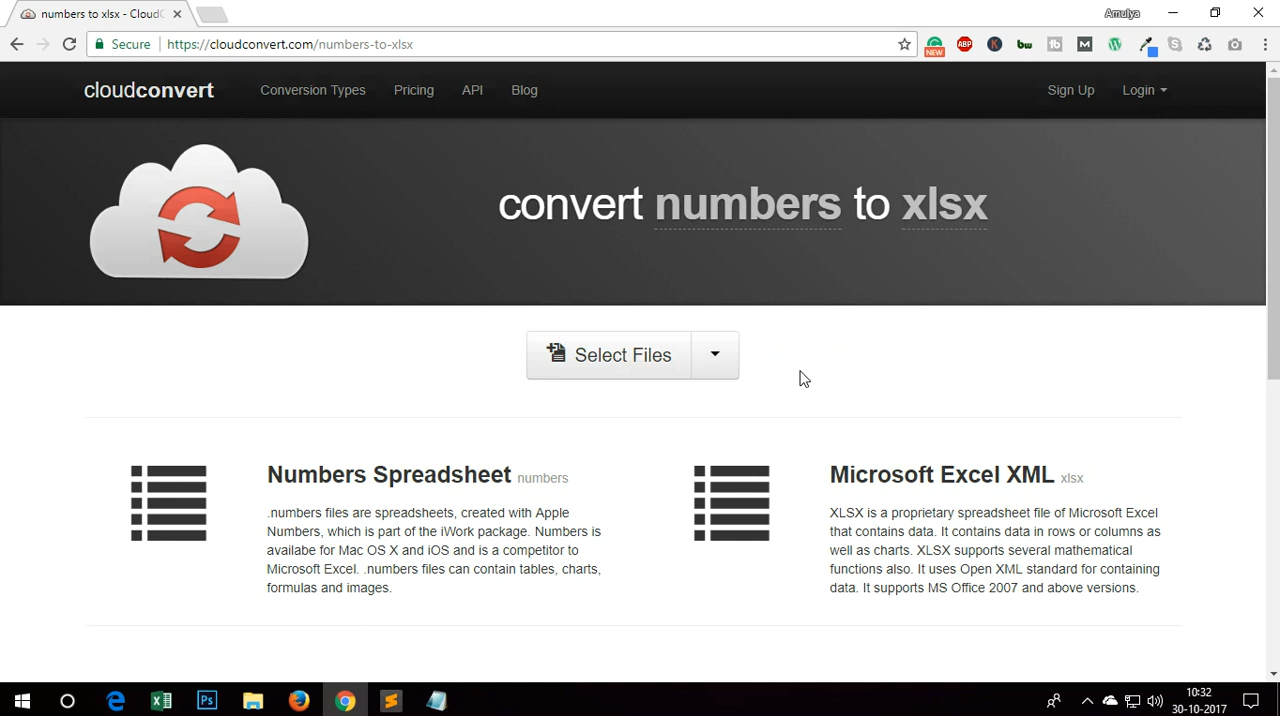 numbers to xlsx - CloudC
Amulya
Secure
https://cloudconvert.com/numbers-to-xlsx
NEW
ABP
K
bw
tb
M
W
S
cloudconvert
Conversion Types
Pricing
API
Blog
Sign Up
Login
convert numbers to xlsx
Select Files
Numbers Spreadsheet numbers
.numbers files are spreadsheets, created with Apple
Numbers, which is part of the iWork package. Numbers is
availabe for Mac OS X and iOS and is a competitor to
Microsoft Excel. .numbers files can contain tables, charts,
formulas and images.
Microsoft Excel XML xlsx
XLSX is a proprietary spreadsheet file of Microsoft Excel
that contains data. It contains data in rows or columns as
well as charts. XLSX supports several mathematical
functions also. It uses Open XML standard for containing
data. It supports MS Office 2007 and above versions.
Ps
10:32
30-10-2017